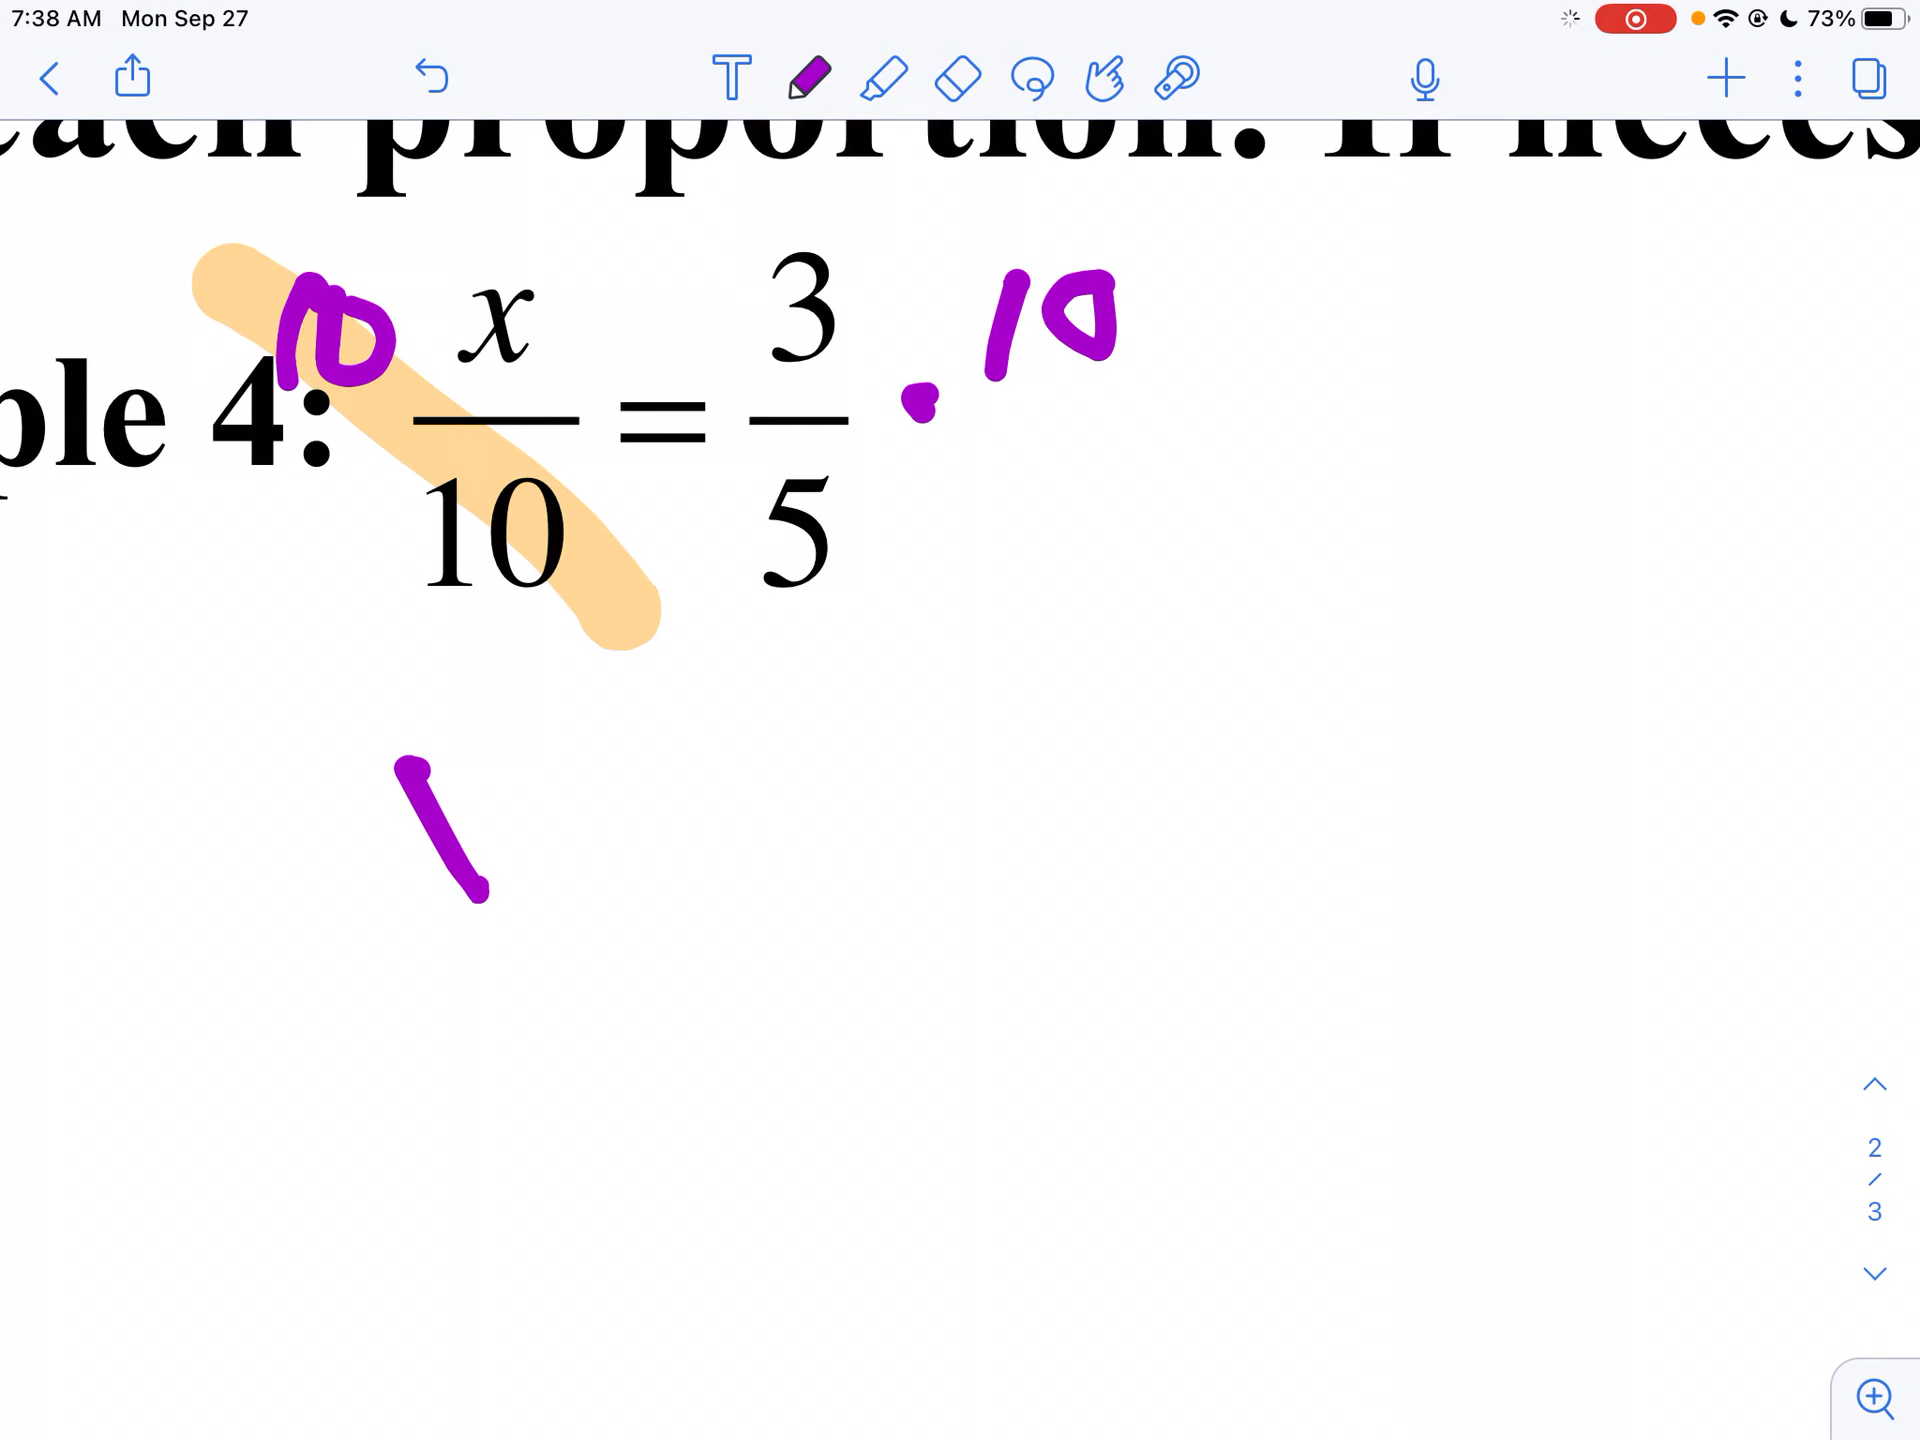 7:38 AM Mon Sep 27 73%
T
each proportion. If neces
ple 4: 10 x/10 = 3/5 · 10
2
/
3